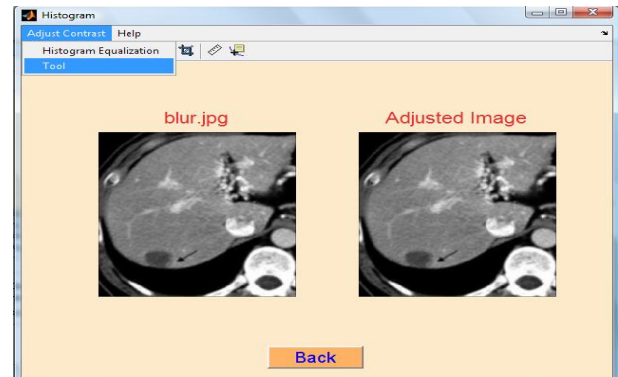 Histogram
Adjust Contrast Help
Histogram Equalization
Tool
blur.jpg Adjusted Image
Back